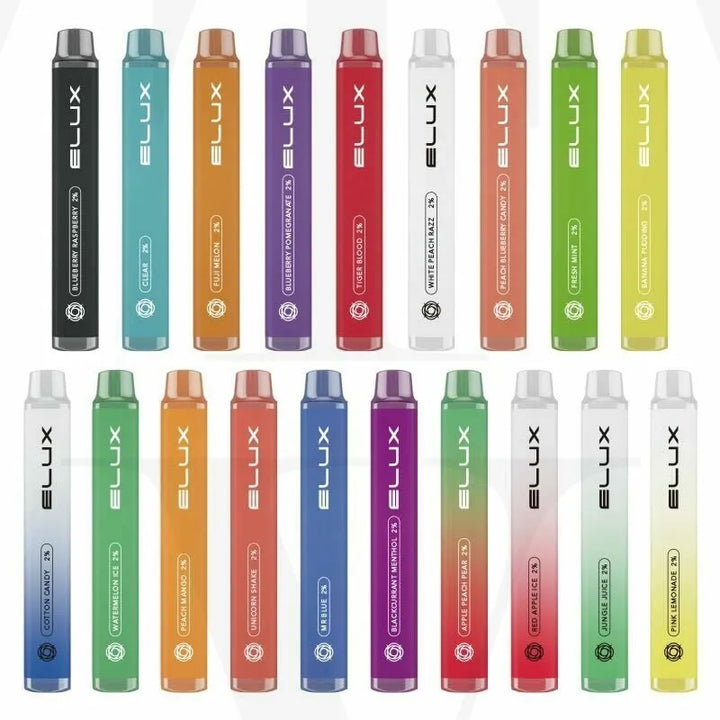 ELUX
BLUEBERRY RASPBERRY 2%
ELUX
CLEAR 2%
ELUX
FUJI MELON 2%
ELUX
BLUEBERRY POMEGRANATE 2%
ELUX
TIGER BLOOD 2%
ELUX
WHITE PEACH RAZZ 2%
ELUX
PEACH BLUEBERRY CANDY 2%
ELUX
FRESH MINT 2%
ELUX
BANANA PUDDING 2%
ELUX
COTTON CANDY 2%
ELUX
WATERMELON ICE 2%
ELUX
PEACH MANGO 2%
ELUX
UNICORN SHAKE 2%
ELUX
MR BLUE 2%
ELUX
BLACKCURRANT MENTHOL 2%
ELUX
APPLE PEACH PEAR 2%
ELUX
RED APPLE ICE 2%
ELUX
JUNGLE JUICE 2%
ELUX
PINK LEMONADE 2%